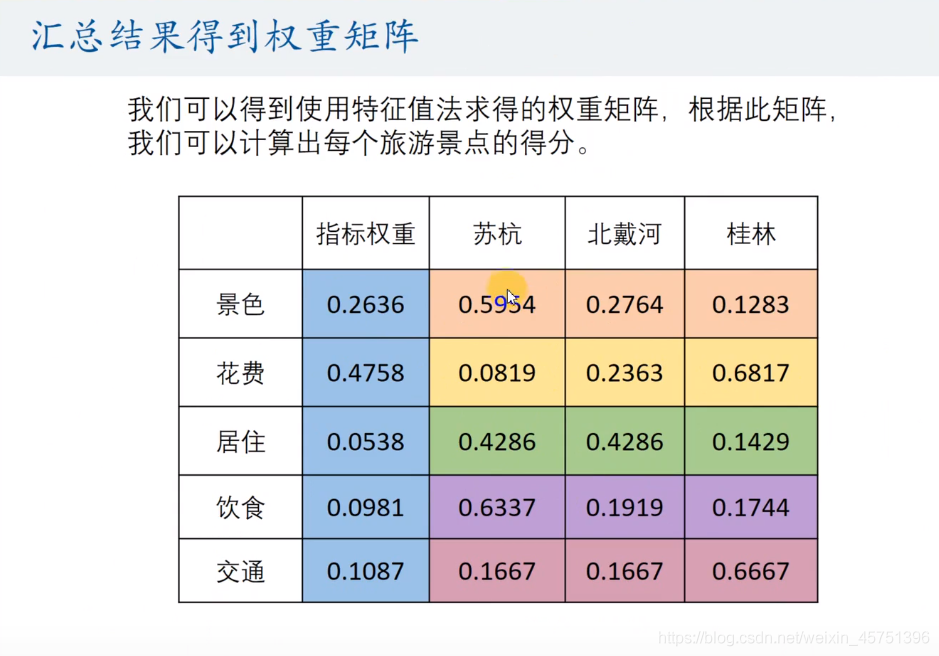 汇总结果得到权重矩阵
我们可以得到使用特征值法求得的权重矩阵，根据此矩阵，
我们可以计算出每个旅游景点的得分。
指标权重 苏杭 北戴河 桂林
景色 0.2636 0.5954 0.2764 0.1283
花费 0.4758 0.0819 0.2363 0.6817
居住 0.0538 0.4286 0.4286 0.1429
饮食 0.0981 0.6337 0.1919 0.1744
交通 0.1087 0.1667 0.1667 0.6667
https://blog.csdn.net/weixin_45751396